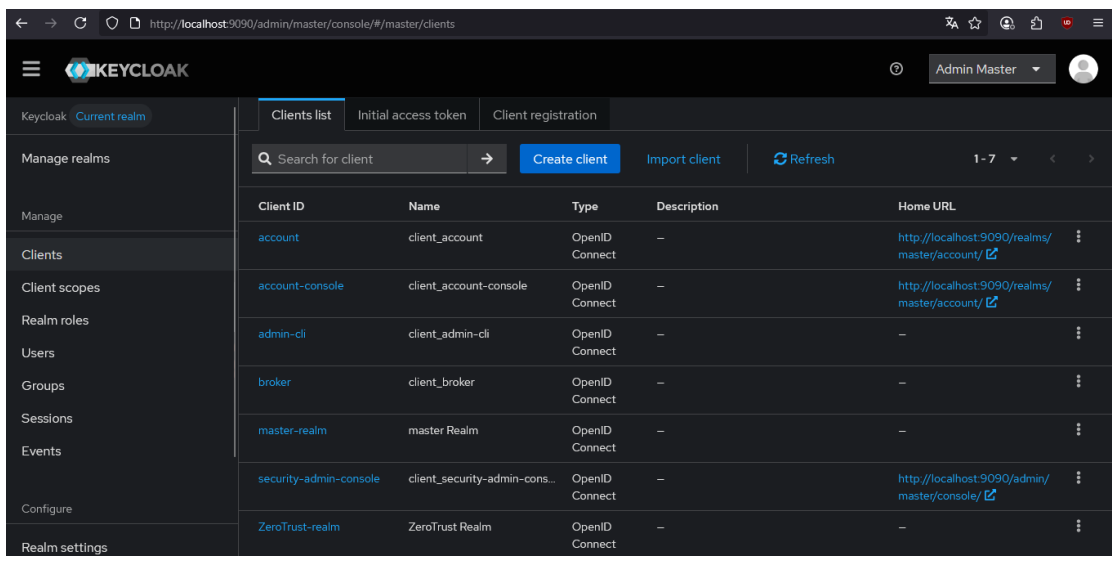 http://localhost:9090/admin/master/console/#/master/clients
KEYCLOAK
Admin Master
Keycloak Current realm
Manage realms
Manage
Clients
Client scopes
Realm roles
Users
Groups
Sessions
Events
Configure
Realm settings
Clients list Initial access token Client registration
Search for client Create client Import client Refresh 1 - 7
Client ID Name Type Description Home URL
account client_account OpenID – http://localhost:9090/realms/
Connect master/account/
account-console client_account-console OpenID – http://localhost:9090/realms/
Connect master/account/
admin-cli client_admin-cli OpenID – –
Connect
broker client_broker OpenID – –
Connect
master-realm master Realm OpenID – –
Connect
security-admin-console client_security-admin-cons... OpenID – http://localhost:9090/admin/
Connect master/console/
ZeroTrust-realm ZeroTrust Realm OpenID – –
Connect